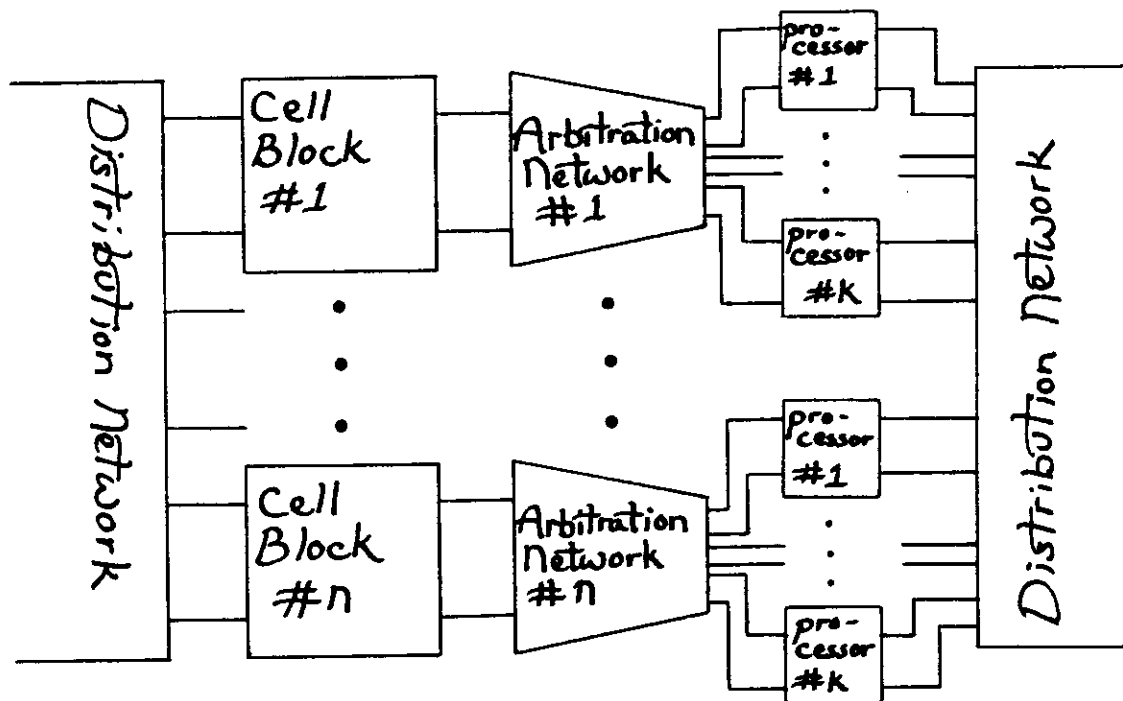 Distribution Network
Cell
Block
#1
Arbitration
Network
#1
pro-
cessor
#1
pro-
cessor
#k
Distribution Network
Cell
Block
#n
Arbitration
Network
#n
pro-
cessor
#1
pro-
cessor
#k